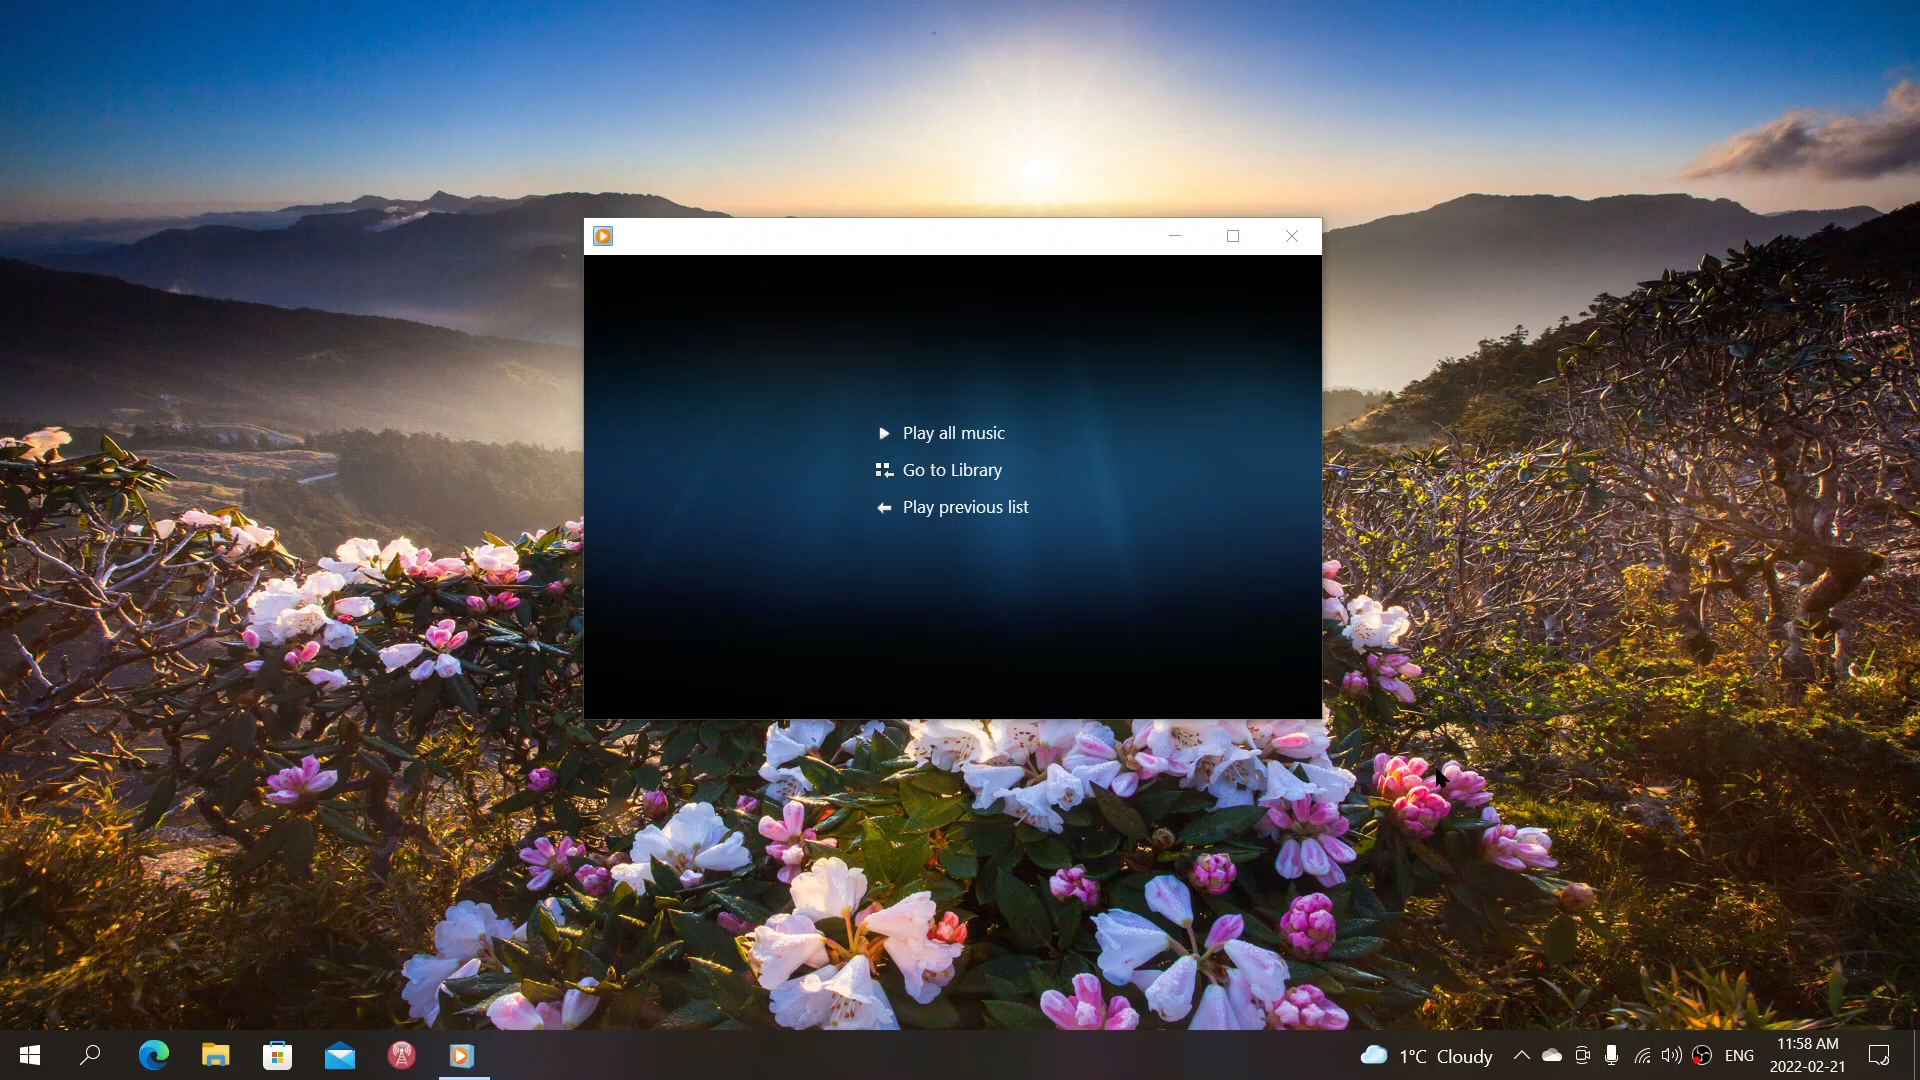 Play all music
Go to Library
Play previous list
1°C Cloudy
ENG
11:58 AM
2022-02-21